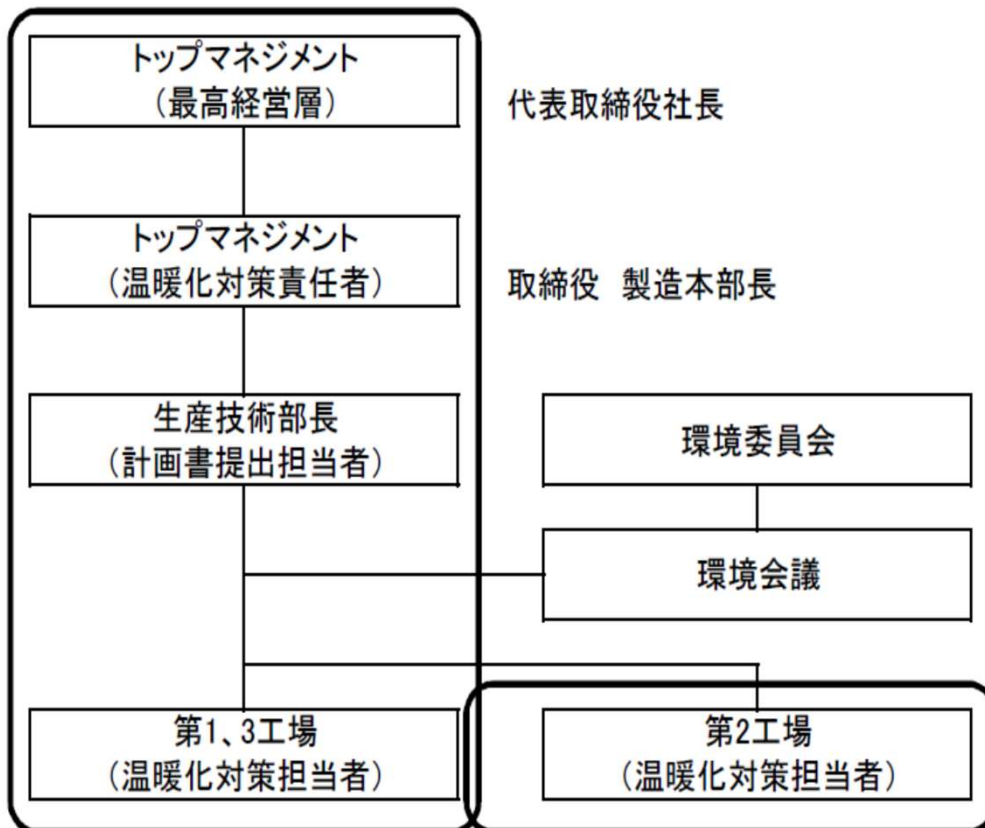 トップマネジメント
(最高経営層)
代表取締役社長
トップマネジメント
(温暖化対策責任者)
取締役　製造本部長
生産技術部長
(計画書提出担当者)
環境委員会
環境会議
第1、3工場
(温暖化対策担当者)
第2工場
(温暖化対策担当者)